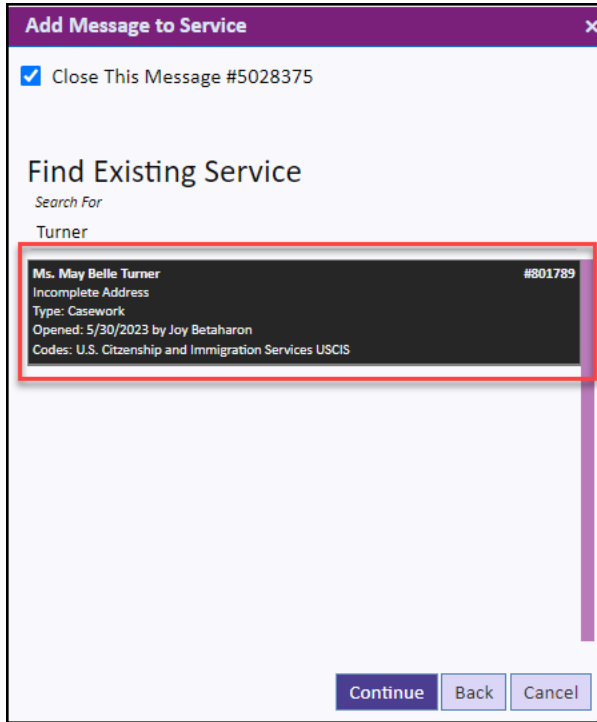 Add Message to Service ×
Close This Message #5028375
Find Existing Service
Search For
Turner
Ms. May Belle Turner #801789
Incomplete Address
Type: Casework
Opened: 5/30/2023 by Joy Betaharon
Codes: U.S. Citzenship and Immigration Services USCIS
Continue Back Cancel